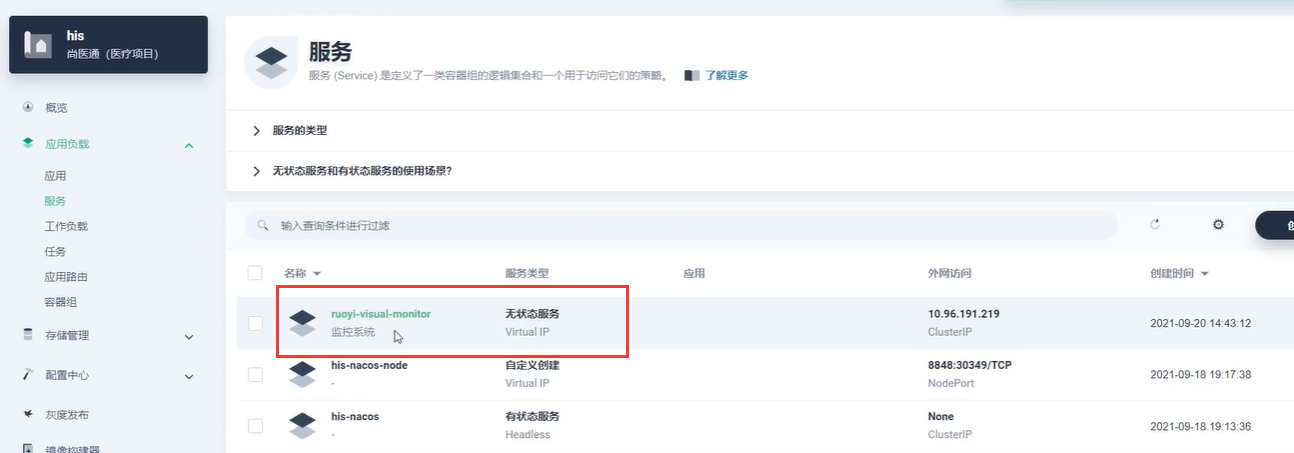 his
尚医通（医疗项目）
概览
应用负载
应用
服务
工作负载
任务
应用路由
容器组
存储管理
配置中心
灰度发布
镜像构建器
服务
服务 (Service) 是定义了一类容器组的逻辑集合和一个用于访问它们的策略。 了解更多
服务的类型
无状态服务和有状态服务的使用场景?
输入查询条件进行过滤
名称 服务类型 应用 外网访问 创建时间
ruoyi-visual-monitor 无状态服务 10.96.191.219 2021-09-20 14:43:12
监控系统 Virtual IP ClusterIP
his-nacos-node 自定义创建 8848:30349/TCP 2021-09-18 19:17:38
- Virtual IP NodePort
his-nacos 有状态服务 None 2021-09-18 19:13:36
- Headless ClusterIP